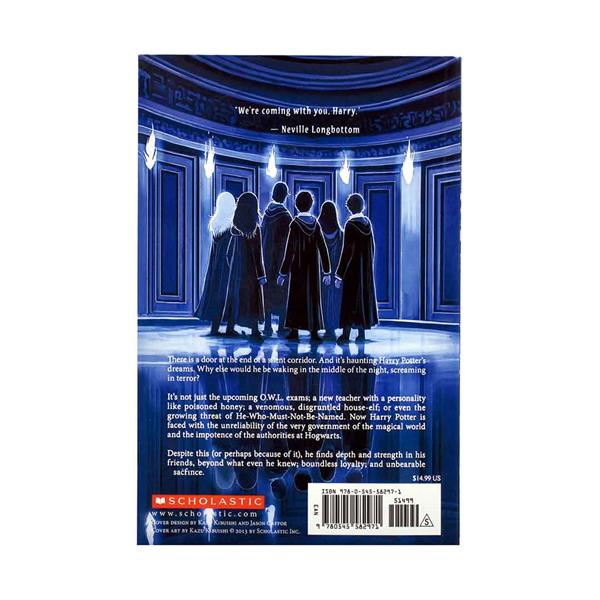 'We're coming with you, Harry.'
— Neville Longbottom
There is a door at the end of a silent corridor. And it's haunting Harry Potter's
dreams. Why else would he be waking in the middle of the night, screaming
in terror?
It's not just the upcoming O.W.L. exams; a new teacher with a personality
like poisoned honey; a venomous, disgruntled house-elf; or even the
growing threat of He-Who-Must-Not-Be-Named. Now Harry Potter is
faced with the unreliability of the very government of the magical world
and the impotence of the authorities at Hogwarts.
Despite this (or perhaps because of it), he finds depth and strength in his
friends, beyond what even he knew; boundless loyalty; and unbearable
sacrifice.
$14.99 US
SCHOLASTIC
www.scholastic.com
Cover design by Kazu Kibuishi and Jason Caffoe
Cover art by Kazu Kibuishi © 2013 by Scholastic Inc.
ISBN 978-0-545-58297-1
51499
EAN
9 780545 582971
S